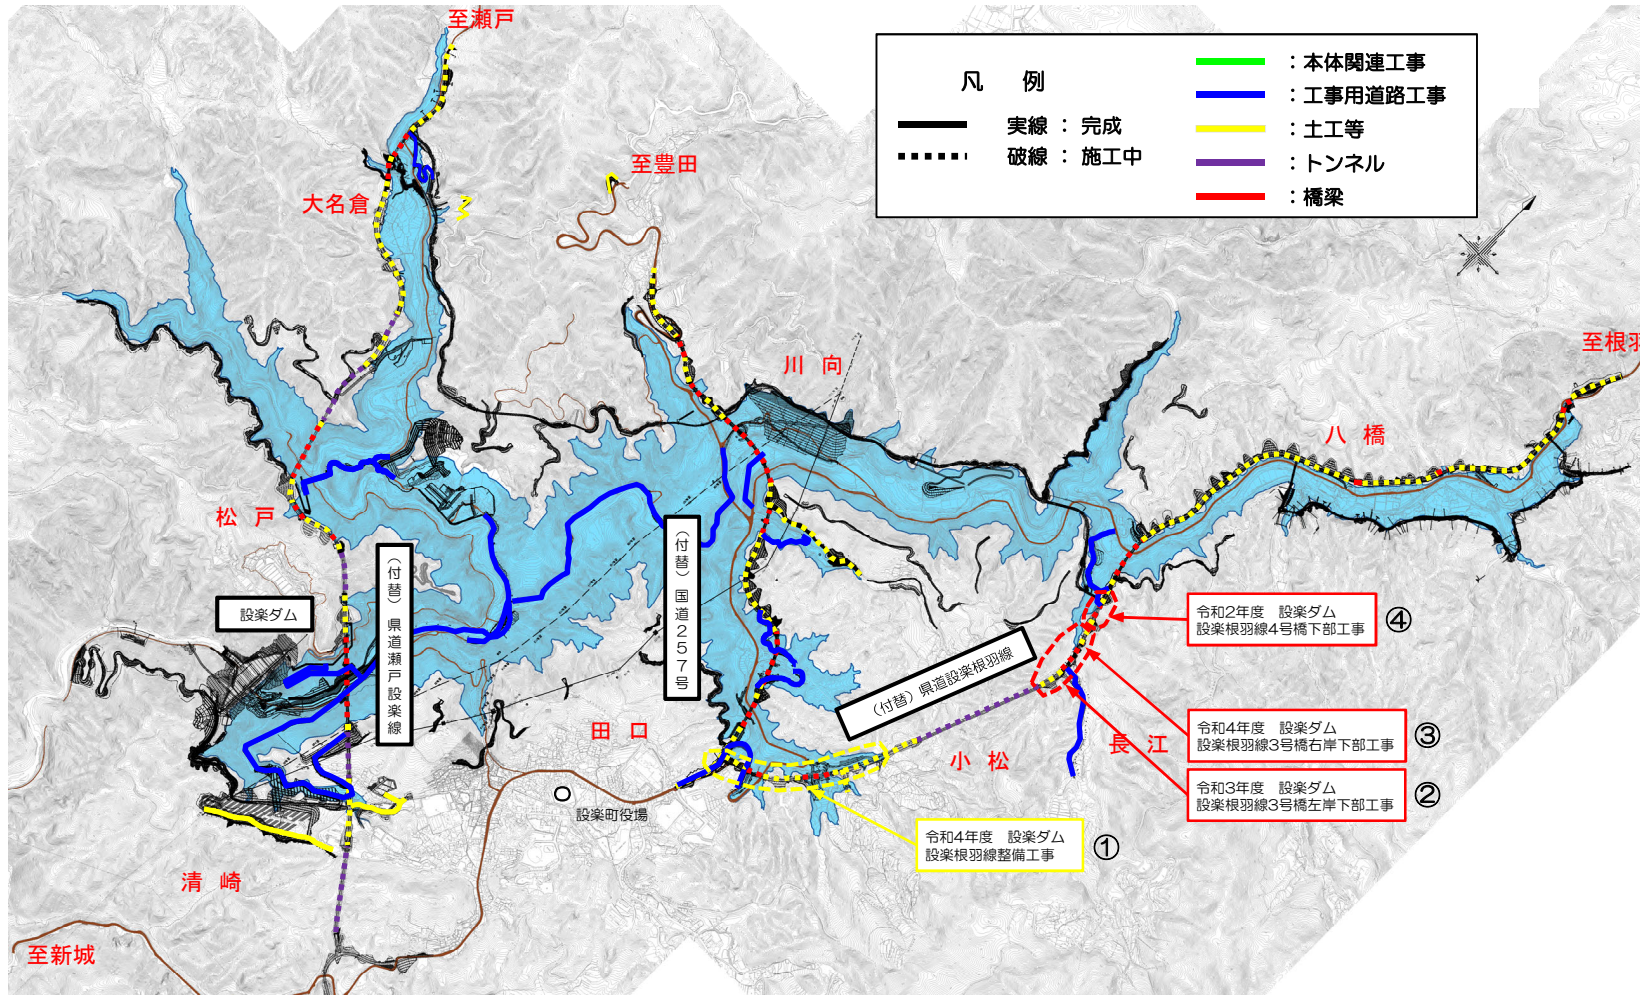 至瀬戸
凡　例
実線 ： 完成
破線 ： 施工中
：本体関連工事
：工事用道路工事
：土工等
：トンネル
：橋梁
至豊田
大名倉
川 向
至根羽
八 橋
松 戸
設楽ダム
（付替）県道瀬戸設楽線
（付替）国道２５７号
（付替）県道設楽根羽線
令和2年度　設楽ダム
設楽根羽線4号橋下部工事
④
令和4年度　設楽ダム
設楽根羽線3号橋右岸下部工事
③
令和3年度　設楽ダム
設楽根羽線3号橋左岸下部工事
②
田 口
小 松
長 江
設楽町役場
令和4年度　設楽ダム
設楽根羽線整備工事
①
清 崎
至新城